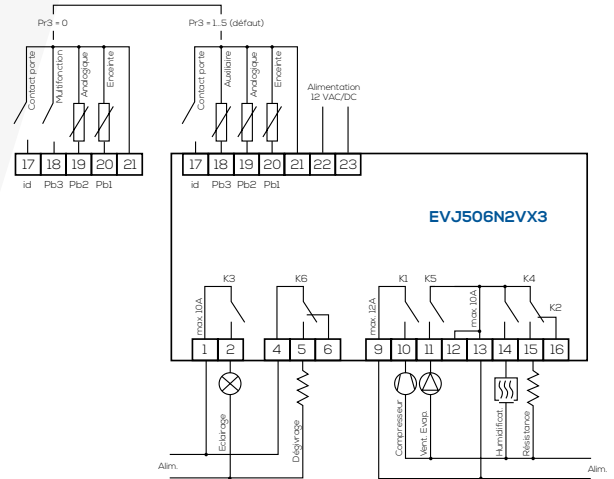 Pr3 = 0
Pr3 = 1...5 (défaut)
Contact porte
Multifonction
Analogique
Enceinte
Contact porte
Auxiliaire
Analogique
Enceinte
Alimentation
12 VAC/DC
17 18 19 20 21
id Pb3 Pb2 Pb1
17 18 19 20 21 22 23
id Pb3 Pb2 Pb1
EVJ506N2VX3
K3
K6
K1
K5
K4
K2
max. 10A
max. 12A
max. 10A
1 2
4 5 6
9 10 11 12 13 14 15 16
Eclairage
Dégivrage
Compresseur
Vent. Evap.
Humidificat.
Résistance
Alim.
Alim.